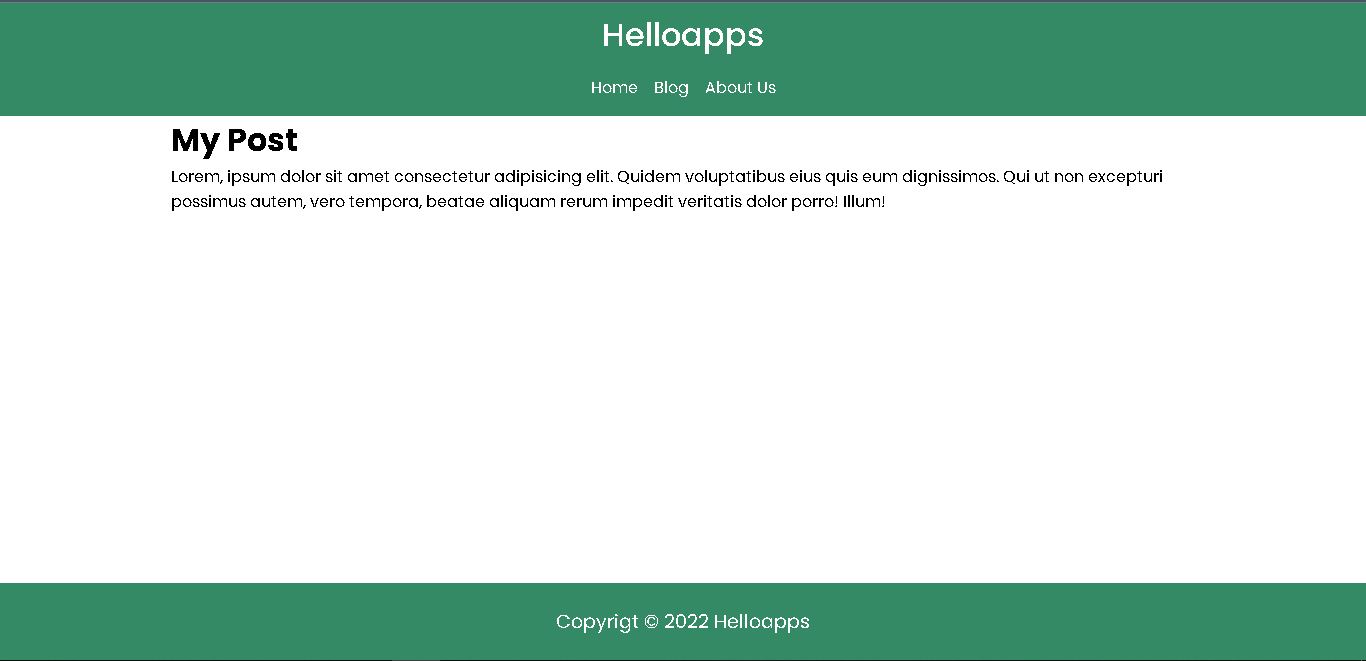 Helloapps
Home Blog About Us
My Post
Lorem, ipsum dolor sit amet consectetur adipisicing elit. Quidem voluptatibus eius quis eum dignissimos. Qui ut non excepturi
possimus autem, vero tempora, beatae aliquam rerum impedit veritatis dolor porro! Illum!
Copyrigt © 2022 Helloapps